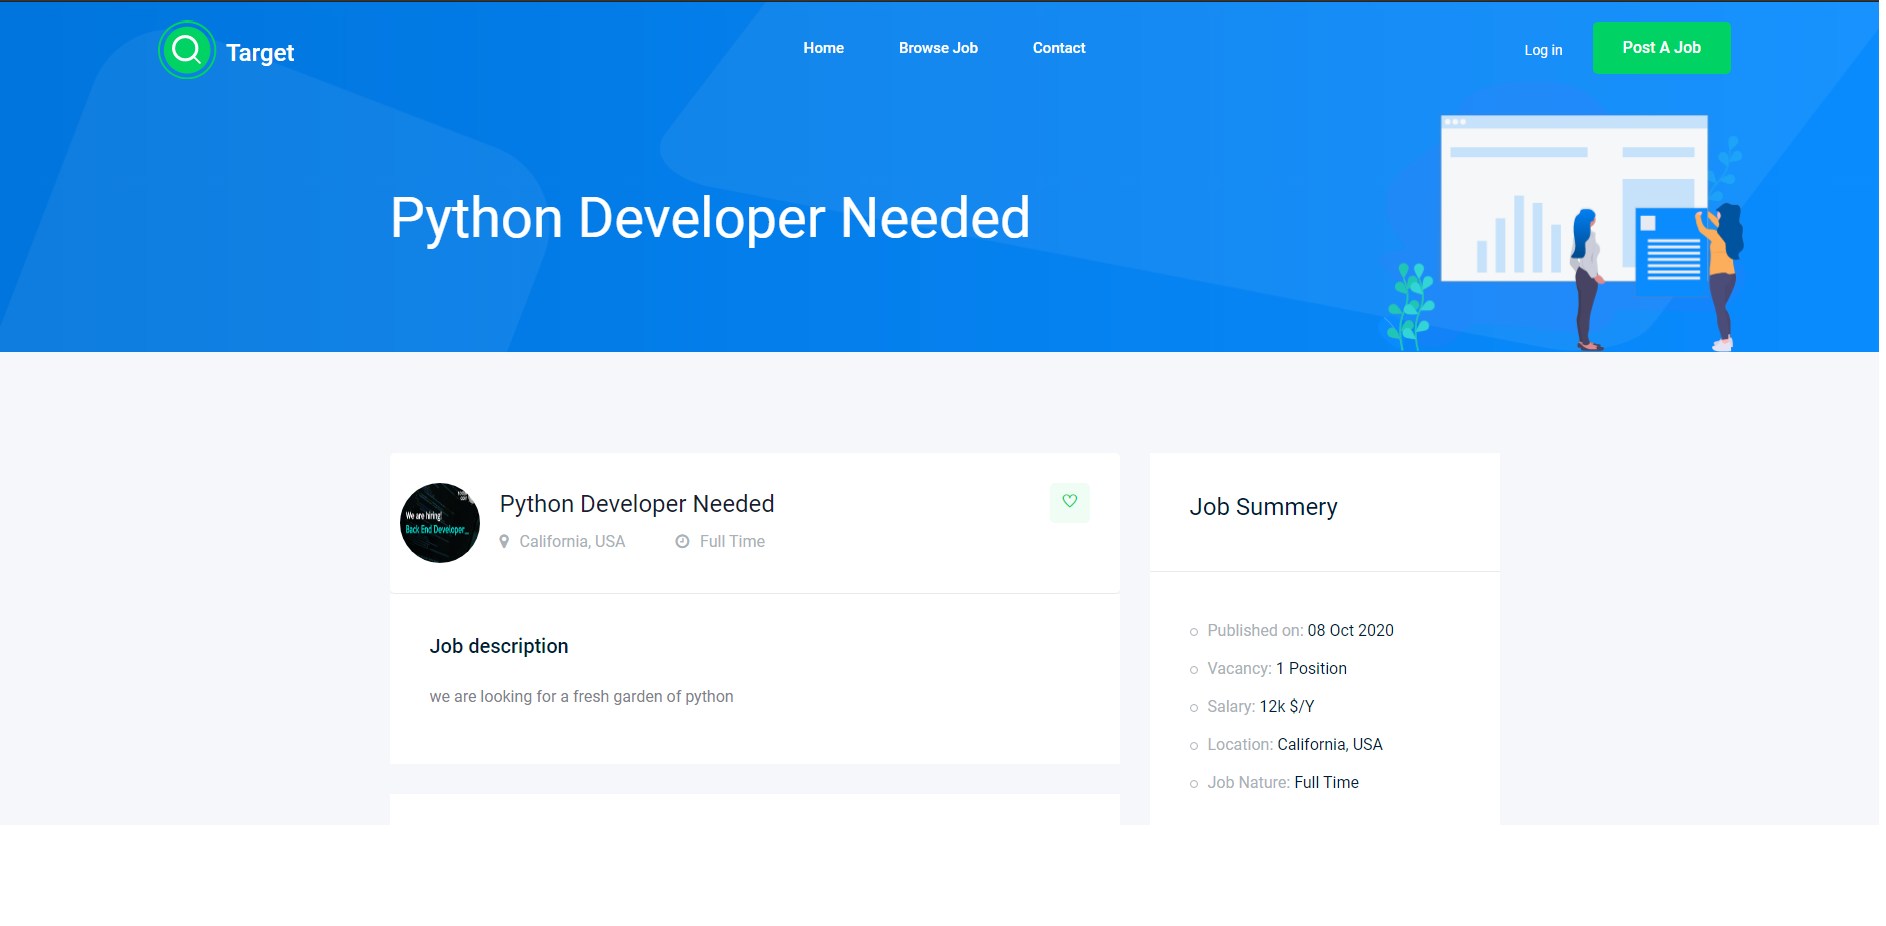 Target
Home Browse Job Contact
Log in
Post A Job
Python Developer Needed
We are hiring!
Back End Developer...
Python Developer Needed
California, USA Full Time
Job description
we are looking for a fresh garden of python
Job Summery
Published on: 08 Oct 2020
Vacancy: 1 Position
Salary: 12k $/Y
Location: California, USA
Job Nature: Full Time